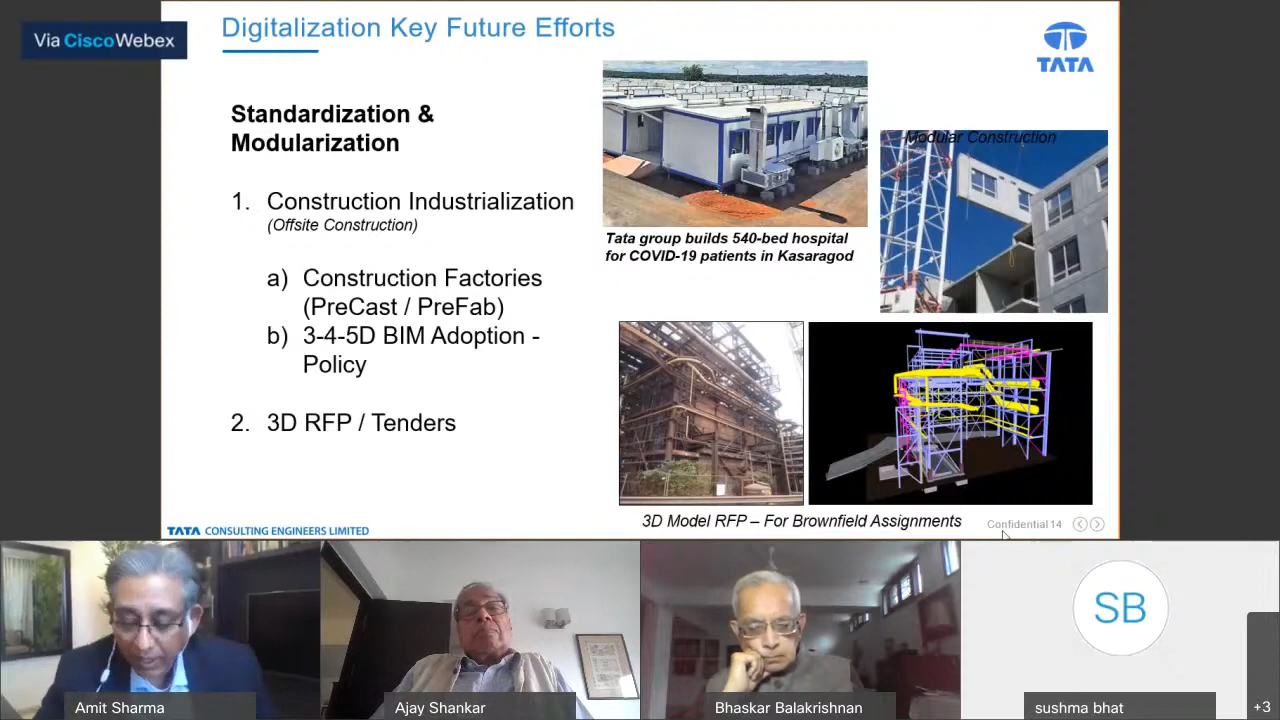 Via Cisco Webex
Digitalization Key Future Efforts
TATA
Standardization &
Modularization
1. Construction Industrialization
(Offsite Construction)
a) Construction Factories
(PreCast / PreFab)
b) 3-4-5D BIM Adoption -
Policy
2. 3D RFP / Tenders
Tata group builds 540-bed hospital
for COVID-19 patients in Kasaragod
Modular Construction
3D Model RFP – For Brownfield Assignments
TATA CONSULTING ENGINEERS LIMITED
Confidential 14
SB
Amit Sharma
Ajay Shankar
Bhaskar Balakrishnan
sushma bhat
+3